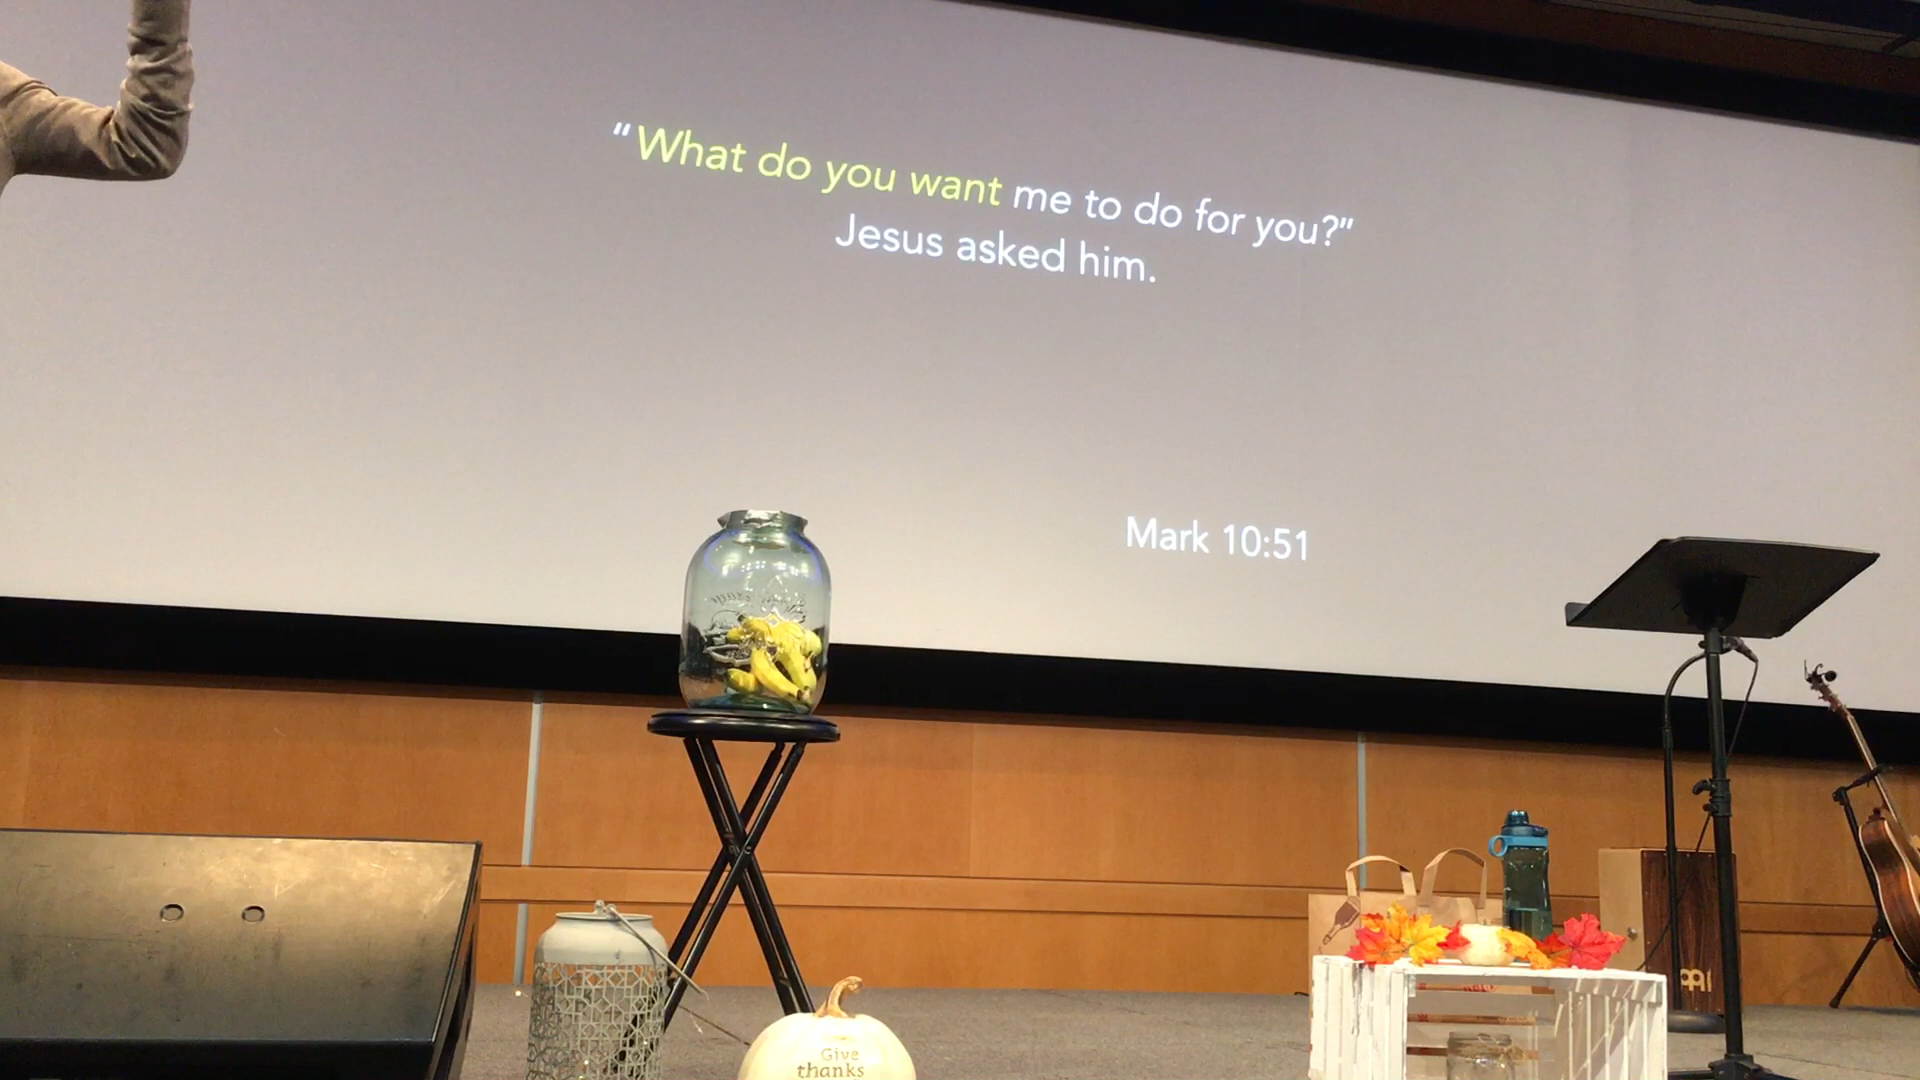 “What do you want me to do for you?”
Jesus asked him.
Mark 10:51
Give
thanks